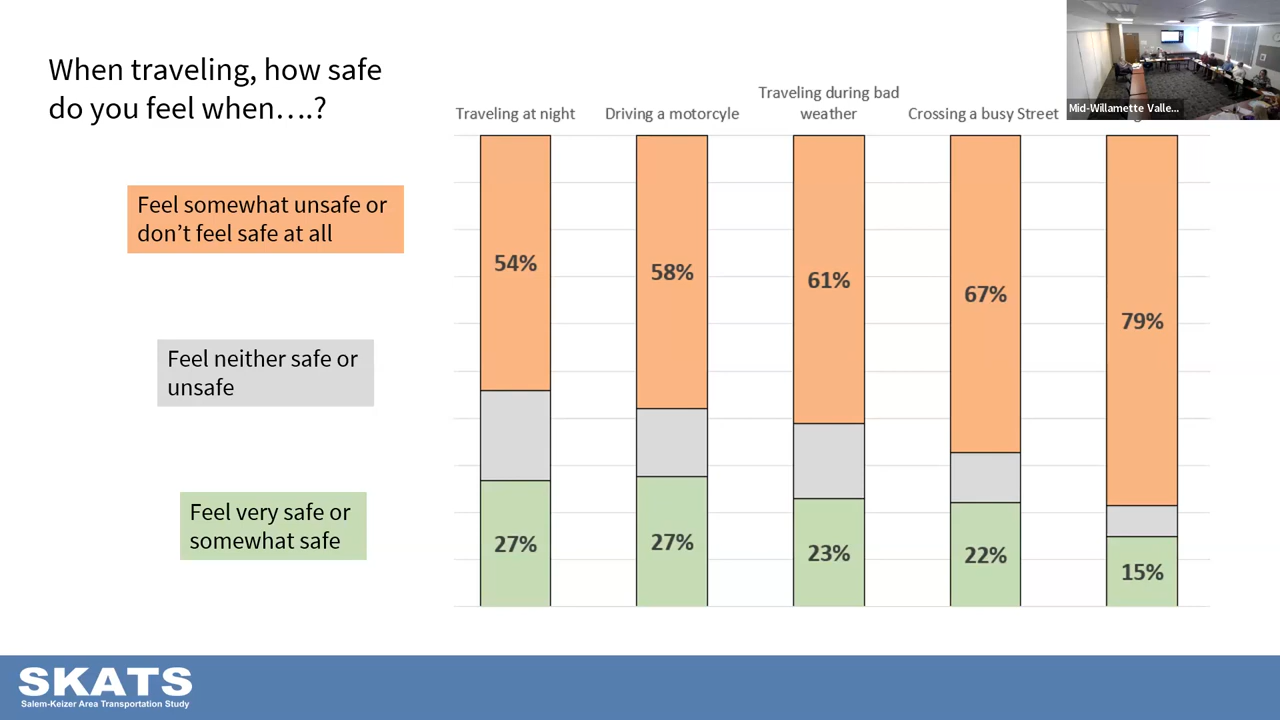 When traveling, how safe
do you feel when....?
Mid-Willamette Valle...
Traveling at night
Driving a motorcyle
Traveling during bad
weather
Crossing a busy Street
Feel somewhat unsafe or
don't feel safe at all
54%
58%
61%
67%
79%
Feel neither safe or
unsafe
Feel very safe or
somewhat safe
27%
27%
23%
22%
15%
SKATS
Salem-Keizer Area Transportation Study